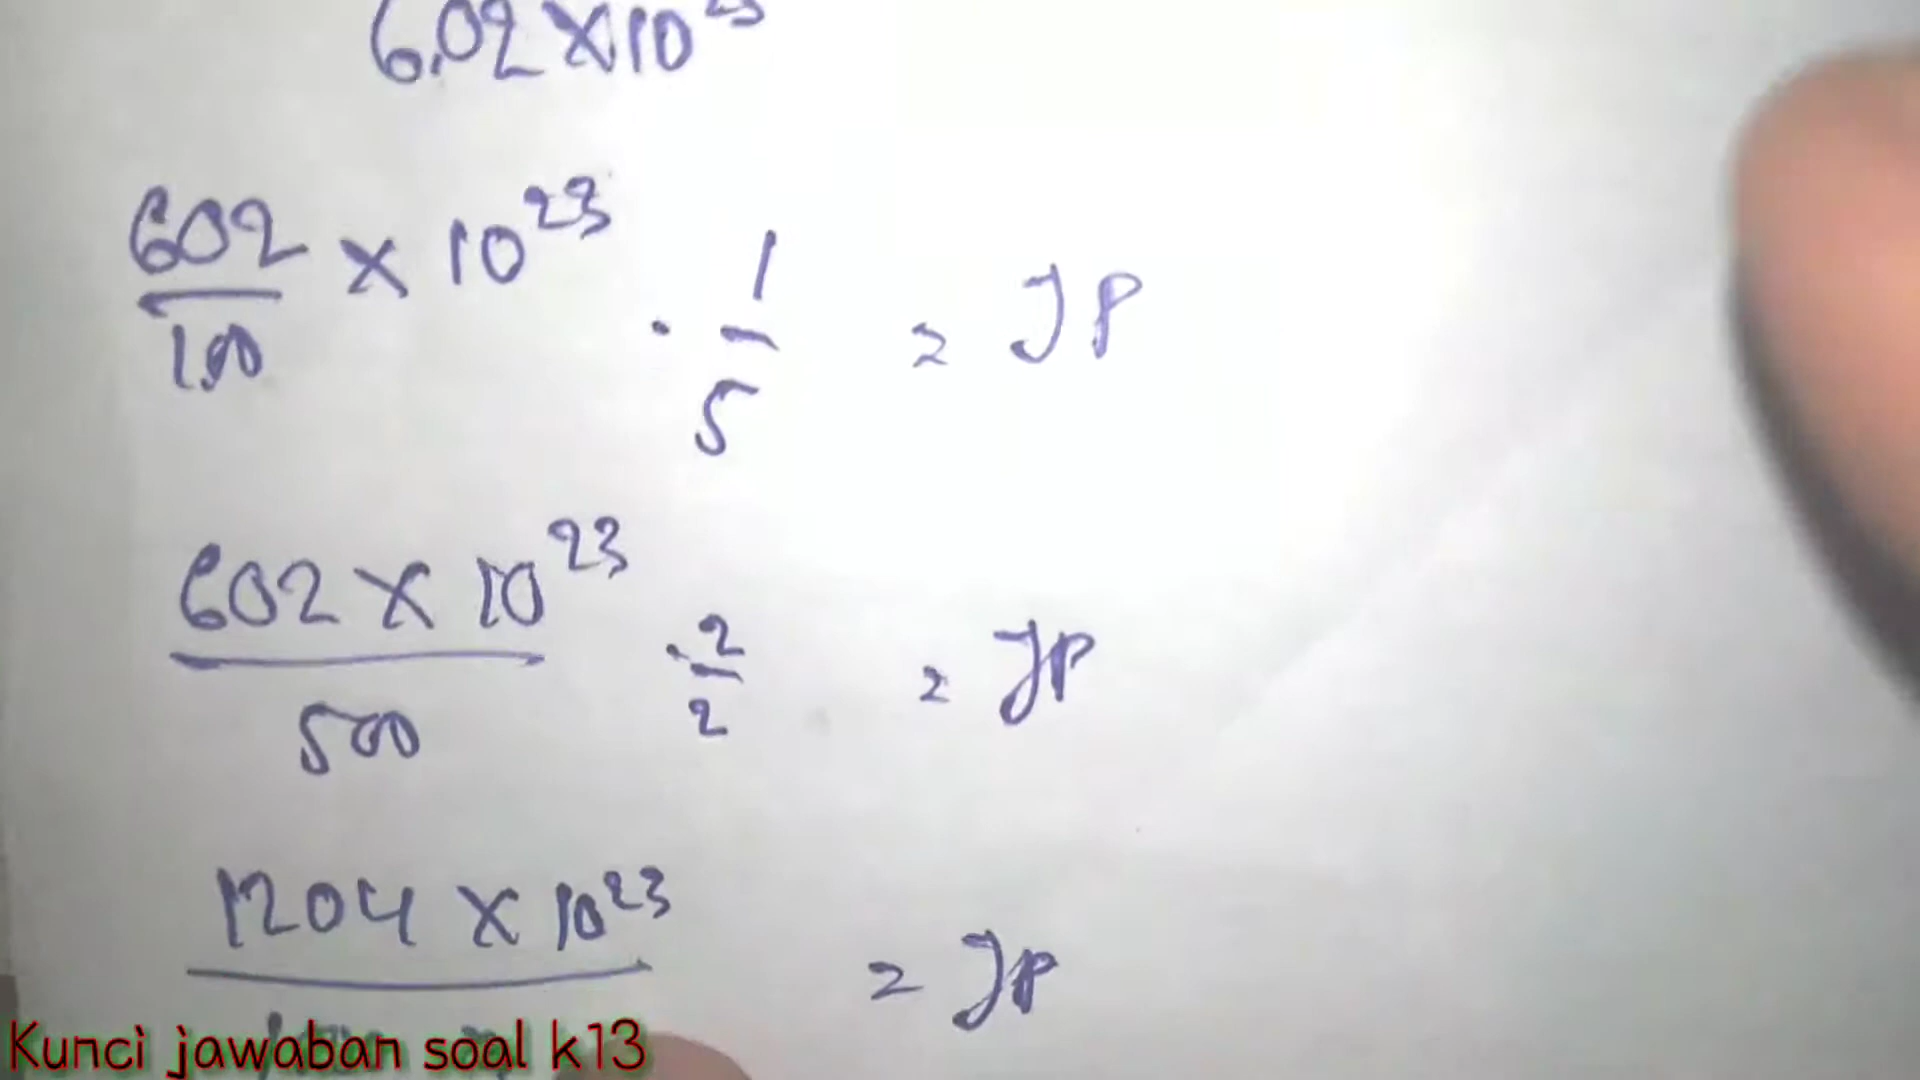 6.02 × 10²³
602/100 × 10²³ · 1/5 = JP
602 × 10²³/500 · 2/2 = JP
1204 × 10²³ = JP
Kunci jawaban soal k13